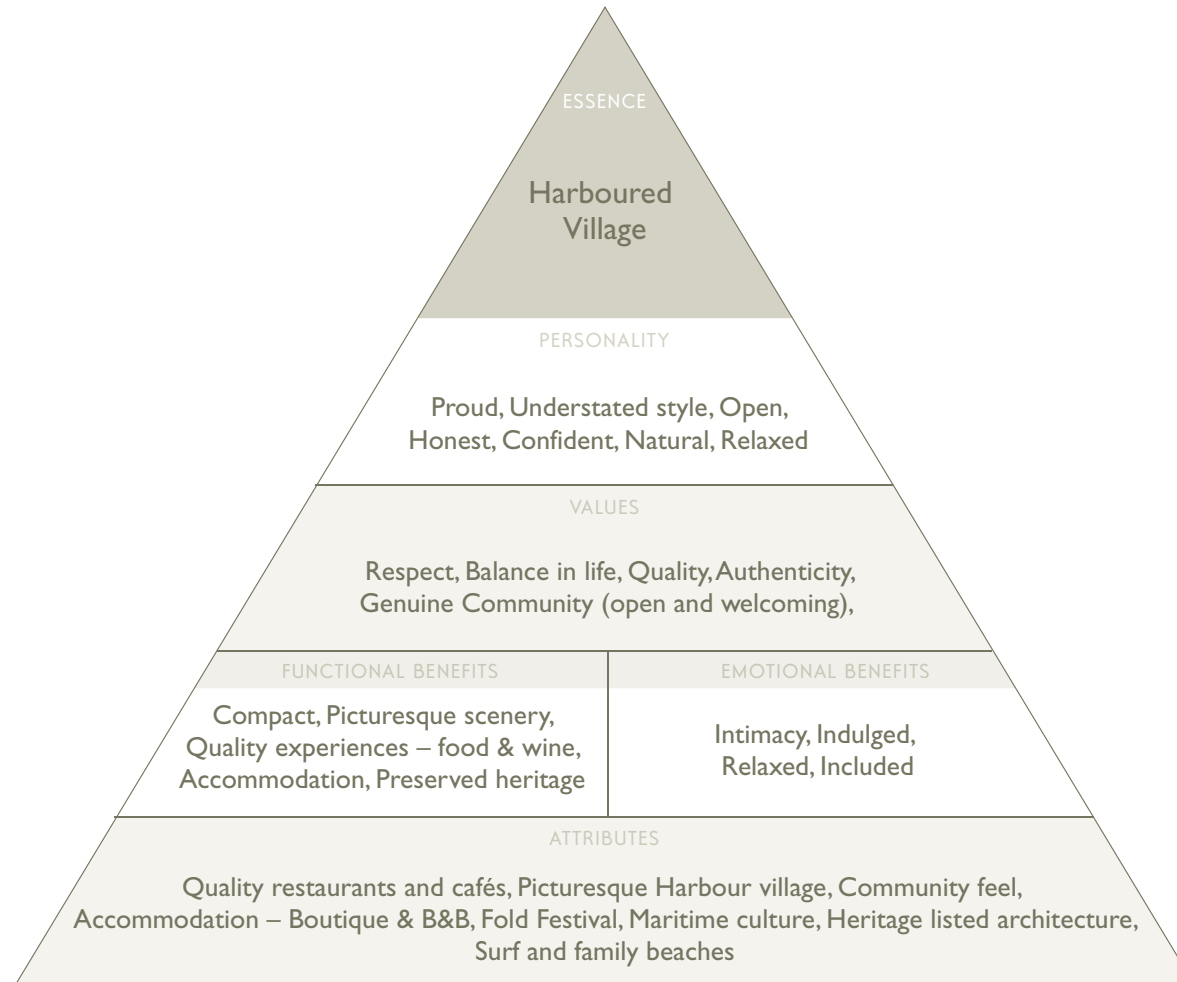 ESSENCE
Harboured
Village
PERSONALITY
Proud, Understated style, Open,
Honest, Confident, Natural, Relaxed
VALUES
Respect, Balance in life, Quality, Authenticity,
Genuine Community (open and welcoming),
FUNCTIONAL BENEFITS
Compact, Picturesque scenery,
Quality experiences – food & wine,
Accommodation, Preserved heritage
EMOTIONAL BENEFITS
Intimacy, Indulged,
Relaxed, Included
ATTRIBUTES
Quality restaurants and cafés, Picturesque Harbour village, Community feel,
Accommodation – Boutique & B&B, Fold Festival, Maritime culture, Heritage listed architecture,
Surf and family beaches